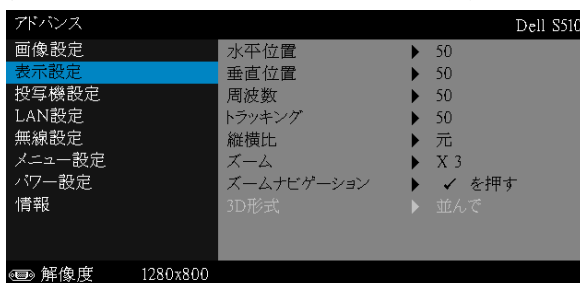 アドバンス Dell S510
画像設定 水平位置 ▶ 50
表示設定 垂直位置 ▶ 50
投写機設定 周波数 ▶ 50
LAN設定 トラッキング ▶ 50
無線設定 縦横比 ▶ 元
メニュー設定 ズーム ▶ X 3
パワー設定 ズームナビゲーション ▶ ✓ を押す
情報 3D形式 ▶ 並んで
解像度 1280x800